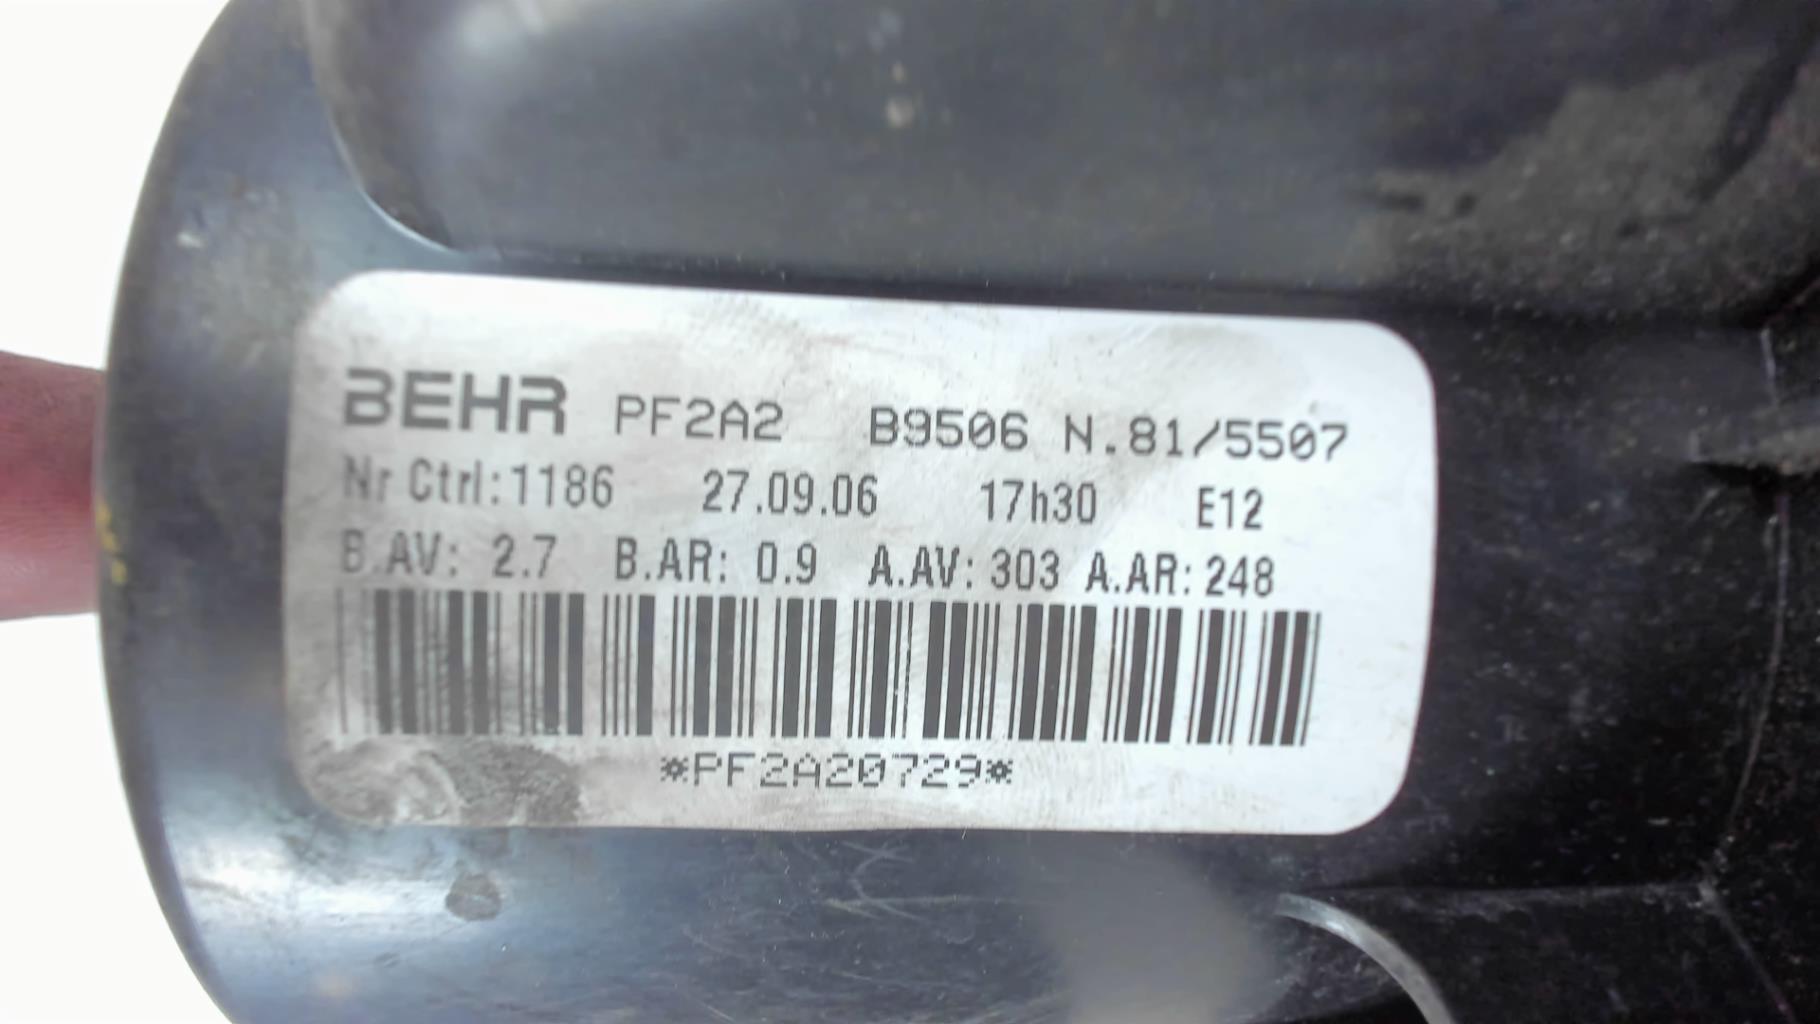 BEHR PF2A2 B9506 N.81/5507
Nr Ctrl:1186 27.09.06 17h30 E12
B.AV: 2.7 B.AR: 0.9 A.AV: 303 A.AR: 248
*PF2A20729*